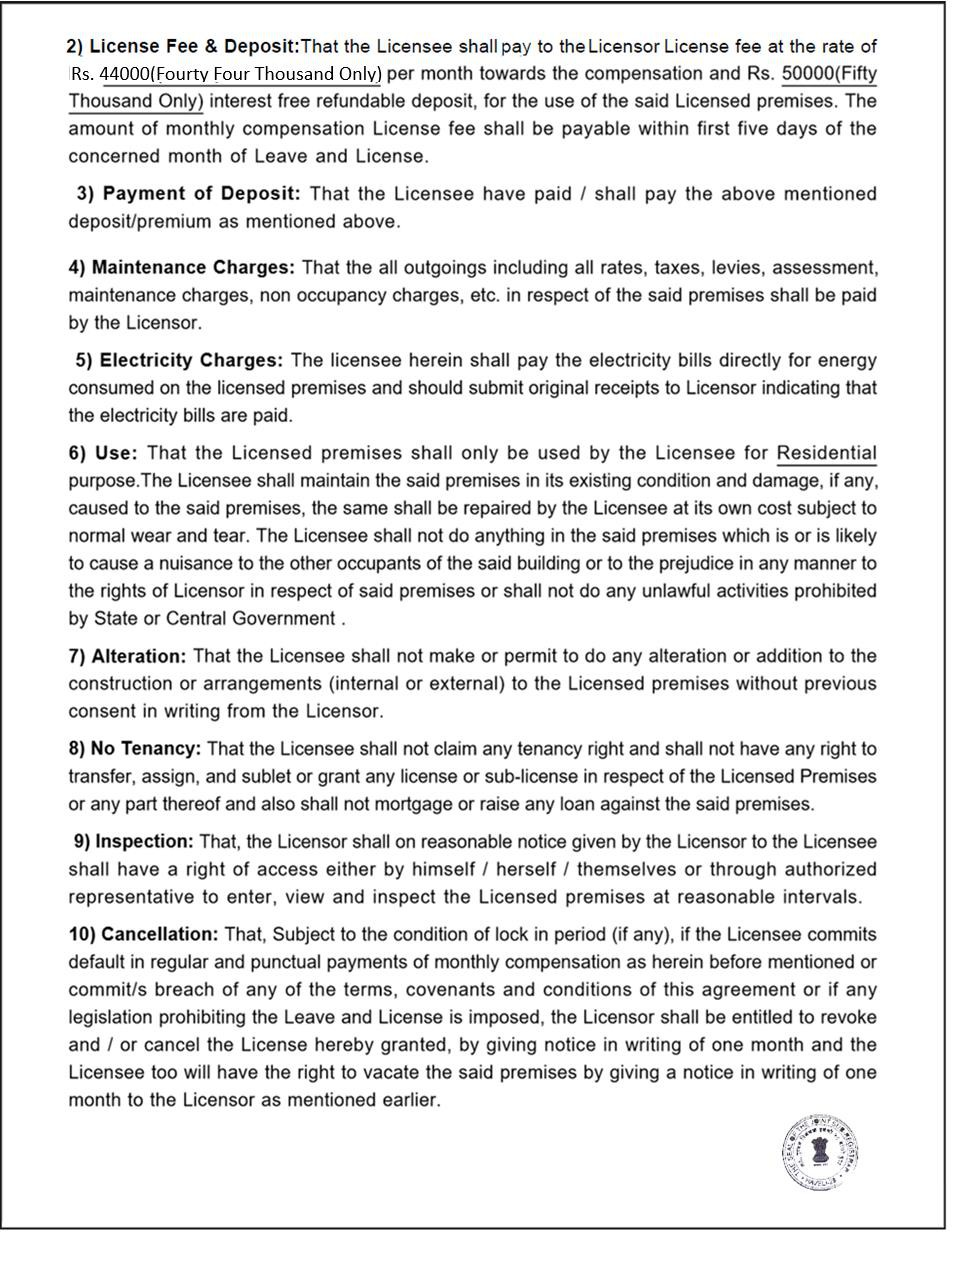 2) License Fee & Deposit:That the Licensee shall pay to the Licensor License fee at the rate of
Rs. 44000(Fourty Four Thousand Only) per month towards the compensation and Rs. 50000(Fifty
Thousand Only) interest free refundable deposit, for the use of the said Licensed premises. The
amount of monthly compensation License fee shall be payable within first five days of the
concerned month of Leave and License.
3) Payment of Deposit: That the Licensee have paid / shall pay the above mentioned
deposit/premium as mentioned above.
4) Maintenance Charges: That the all outgoings including all rates, taxes, levies, assessment,
maintenance charges, non occupancy charges, etc. in respect of the said premises shall be paid
by the Licensor.
5) Electricity Charges: The licensee herein shall pay the electricity bills directly for energy
consumed on the licensed premises and should submit original receipts to Licensor indicating that
the electricity bills are paid.
6) Use: That the Licensed premises shall only be used by the Licensee for Residential
purpose.The Licensee shall maintain the said premises in its existing condition and damage, if any,
caused to the said premises, the same shall be repaired by the Licensee at its own cost subject to
normal wear and tear. The Licensee shall not do anything in the said premises which is or is likely
to cause a nuisance to the other occupants of the said building or to the prejudice in any manner to
the rights of Licensor in respect of said premises or shall not do any unlawful activities prohibited
by State or Central Government .
7) Alteration: That the Licensee shall not make or permit to do any alteration or addition to the
construction or arrangements (internal or external) to the Licensed premises without previous
consent in writing from the Licensor.
8) No Tenancy: That the Licensee shall not claim any tenancy right and shall not have any right to
transfer, assign, and sublet or grant any license or sub-license in respect of the Licensed Premises
or any part thereof and also shall not mortgage or raise any loan against the said premises.
9) Inspection: That, the Licensor shall on reasonable notice given by the Licensor to the Licensee
shall have a right of access either by himself / herself / themselves or through authorized
representative to enter, view and inspect the Licensed premises at reasonable intervals.
10) Cancellation: That, Subject to the condition of lock in period (if any), if the Licensee commits
default in regular and punctual payments of monthly compensation as herein before mentioned or
commit/s breach of any of the terms, covenants and conditions of this agreement or if any
legislation prohibiting the Leave and License is imposed, the Licensor shall be entitled to revoke
and / or cancel the License hereby granted, by giving notice in writing of one month and the
Licensee too will have the right to vacate the said premises by giving a notice in writing of one
month to the Licensor as mentioned earlier.
THE SEAL OF THE JOINT SUB REGISTRAR